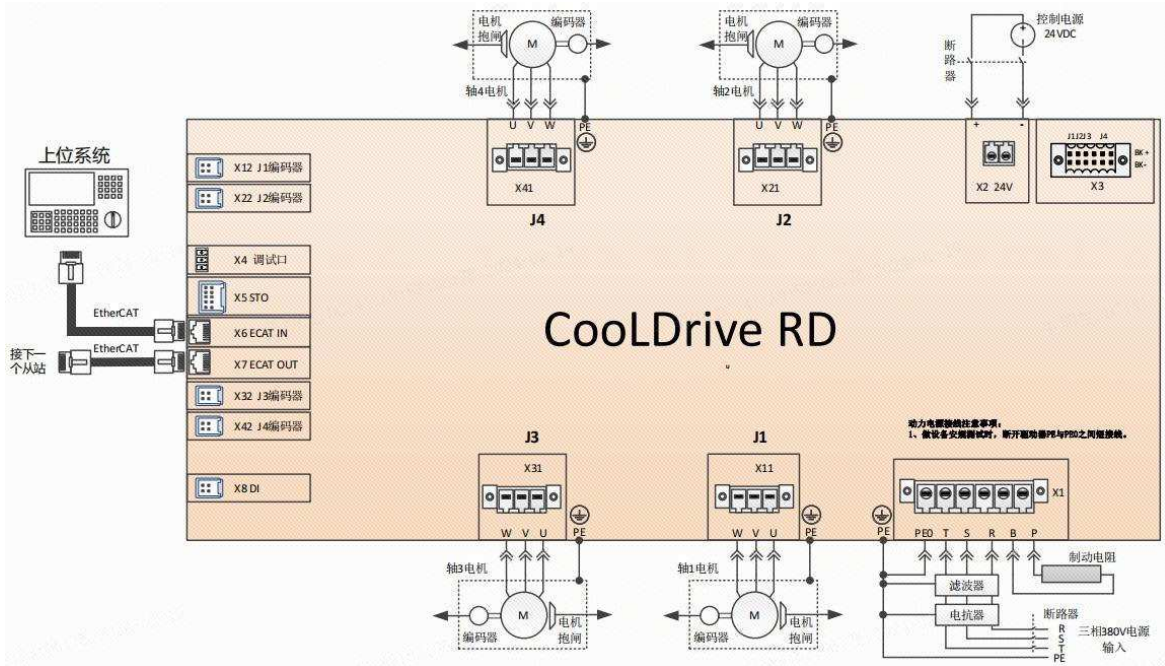 电机
抱闸
编码器
M
轴4电机
U V W
PE
X41
J4
电机
抱闸
编码器
M
轴2电机
U V W
PE
X21
J2
断
路
器
控制电源
24VDC
+ -
X2 24V
J1J2J3 J4
BK+
BK-
X3
上位系统
EtherCAT
EtherCAT
接下一
个从站
X12 J1编码器
X22 J2编码器
X4 调试口
X5 STO
X6 ECAT IN
X7 ECAT OUT
X32 J3编码器
X42 J4编码器
X8 DI
CooLDrive RD
动力电源接线注意事项:
1、做设备安规测试时,断开驱动器PE与PE0之间短接线。
J3
X31
W V U
PE
轴3电机
M
编码器
电机
抱闸
J1
X11
W V U
PE
轴1电机
M
编码器
电机
抱闸
X1
PE
PE0 T S R B P
制动电阻
滤波器
电抗器
断路器
R
S
T
PE
三相380V电源
输入